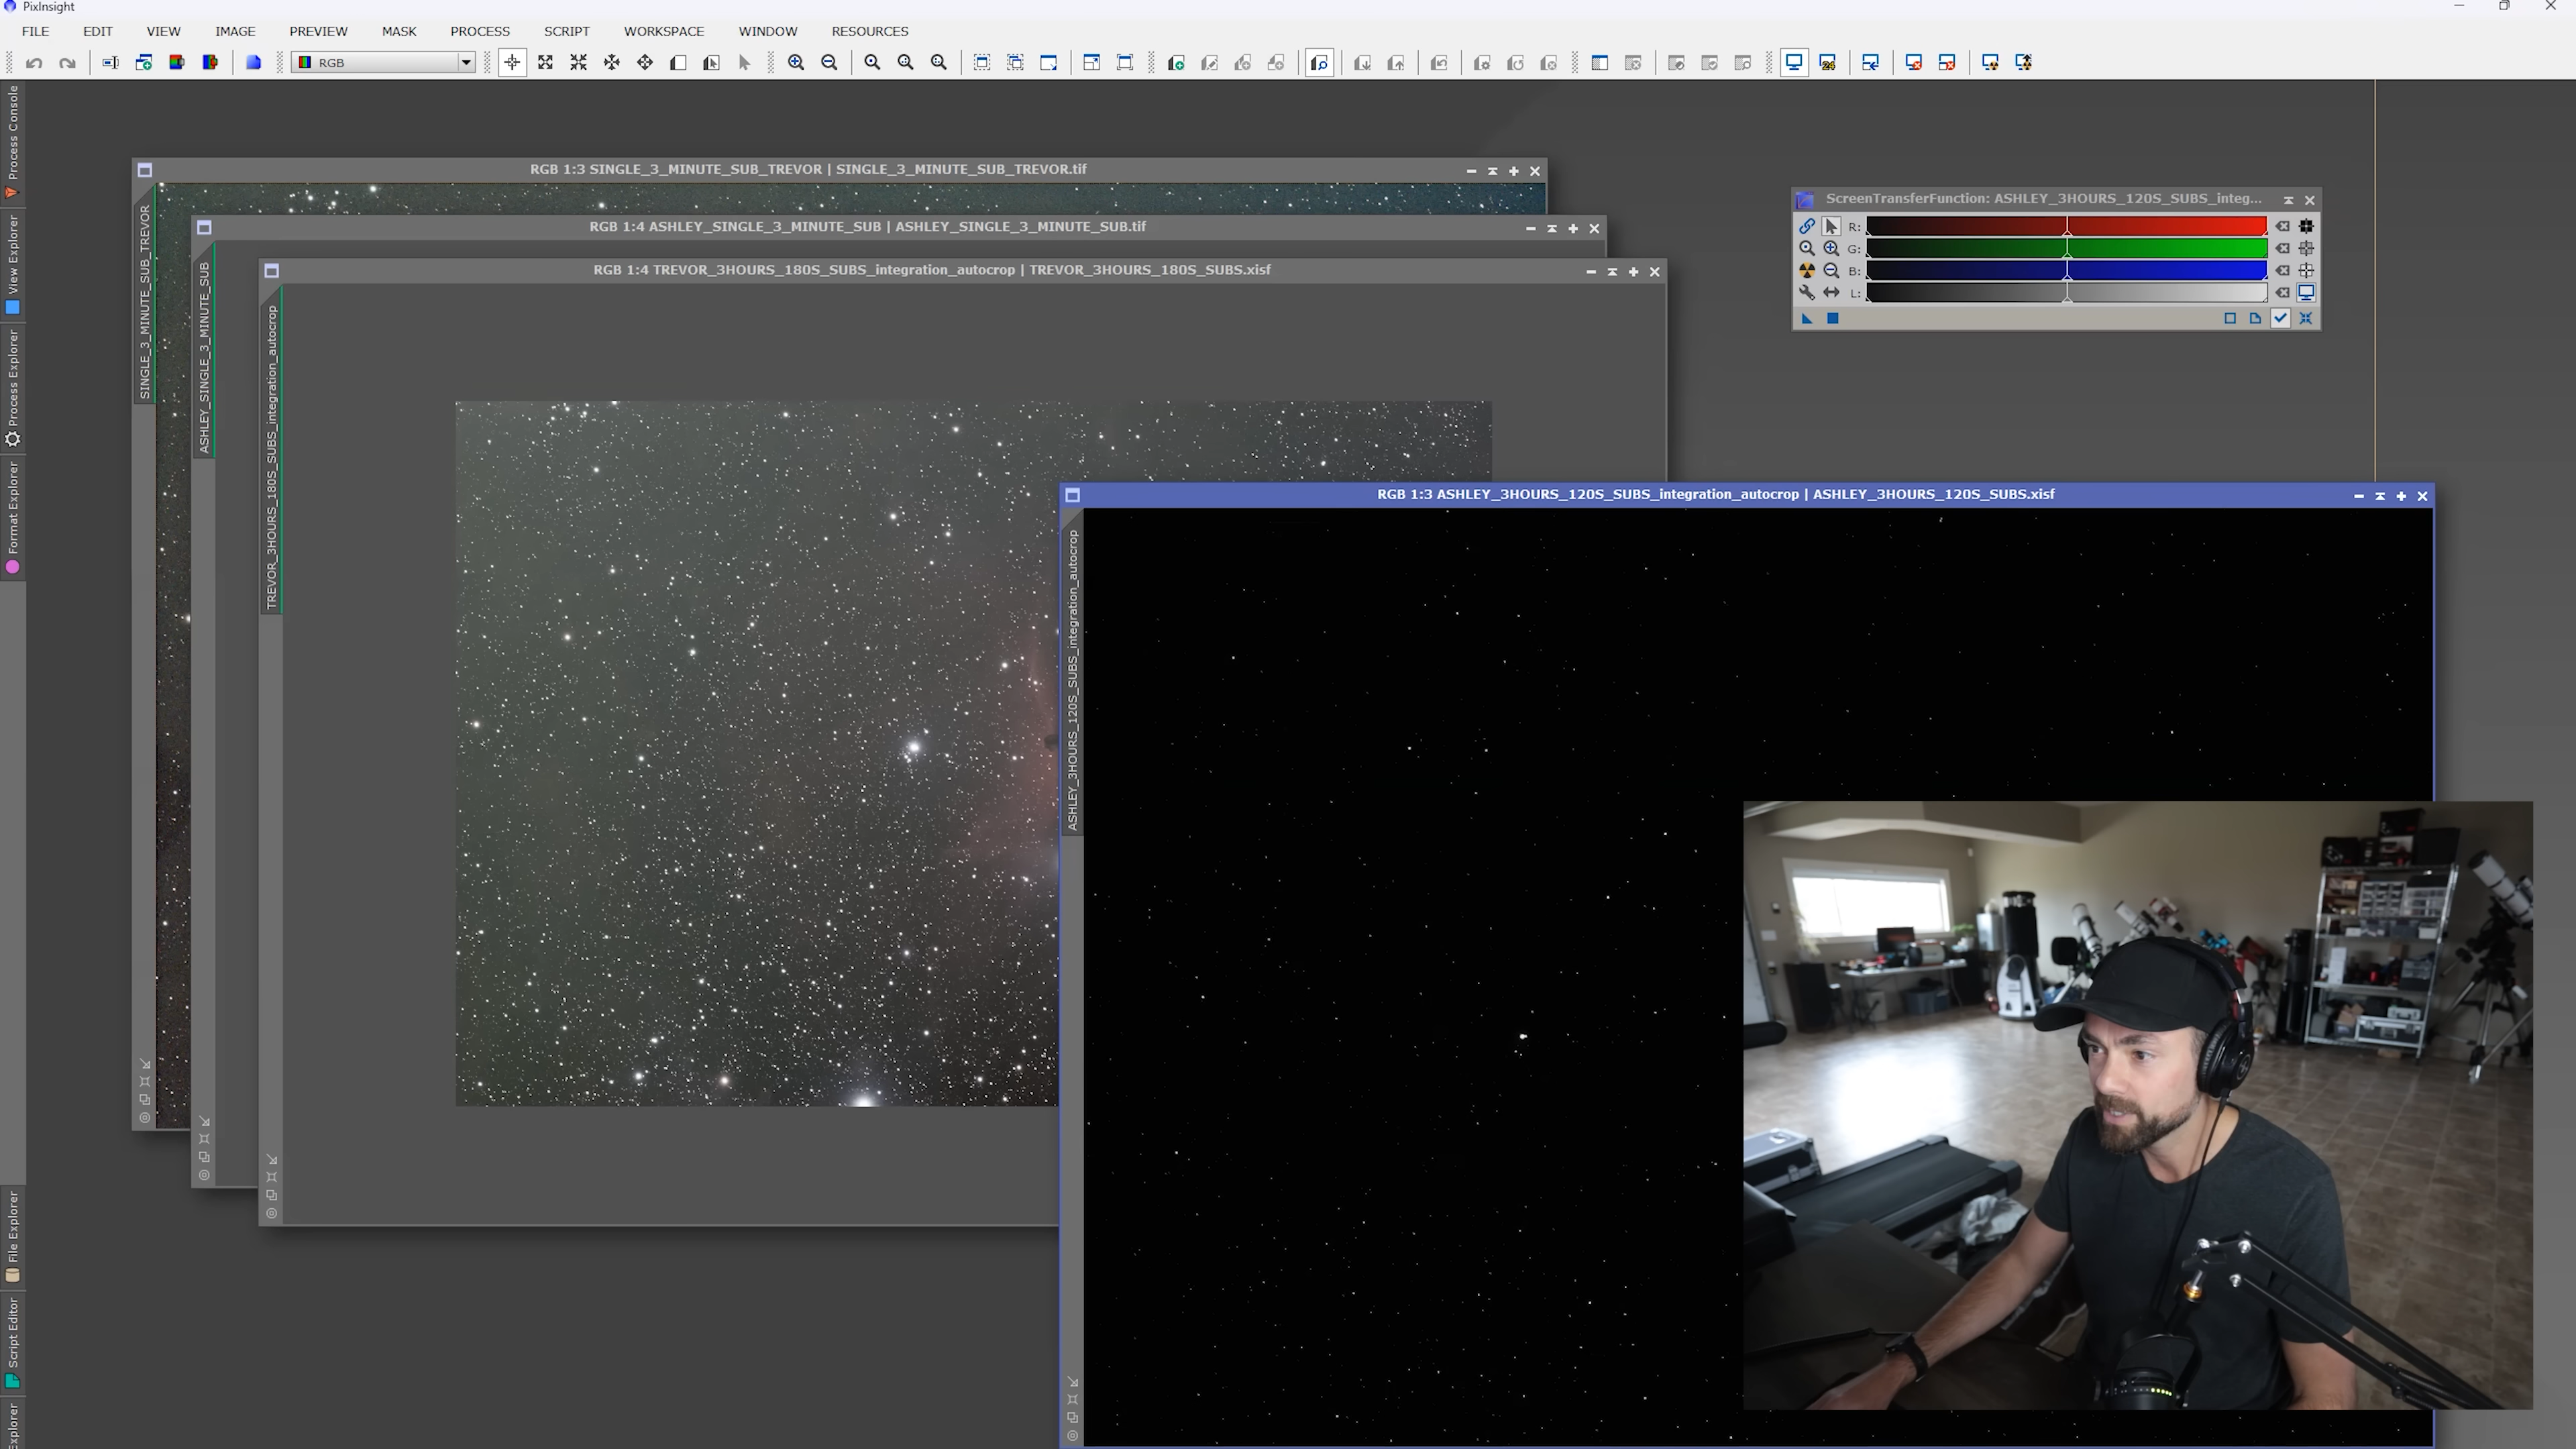 PixInsight
FILE EDIT VIEW IMAGE PREVIEW MASK PROCESS SCRIPT WORKSPACE WINDOW RESOURCES
RGB
24
Process Console
View Explorer
Process Explorer
Format Explorer
File Explorer
Script Editor
Explorer
RGB 1:3 SINGLE_3_MINUTE_SUB_TREVOR | SINGLE_3_MINUTE_SUB_TREVOR.tif
SINGLE_3_MINUTE_SUB_TREVOR
RGB 1:4 ASHLEY_SINGLE_3_MINUTE_SUB | ASHLEY_SINGLE_3_MINUTE_SUB.tif
ASHLEY_SINGLE_3_MINUTE_SUB
RGB 1:4 TREVOR_3HOURS_180S_SUBS_integration_autocrop | TREVOR_3HOURS_180S_SUBS.xisf
TREVOR_3HOURS_180S_SUBS_integration_autocrop
ScreenTransferFunction: ASHLEY_3HOURS_120S_SUBS_integ...
R:
G:
B:
L:
RGB 1:3 ASHLEY_3HOURS_120S_SUBS_integration_autocrop | ASHLEY_3HOURS_120S_SUBS.xisf
ASHLEY_3HOURS_120S_SUBS_integration_autocrop